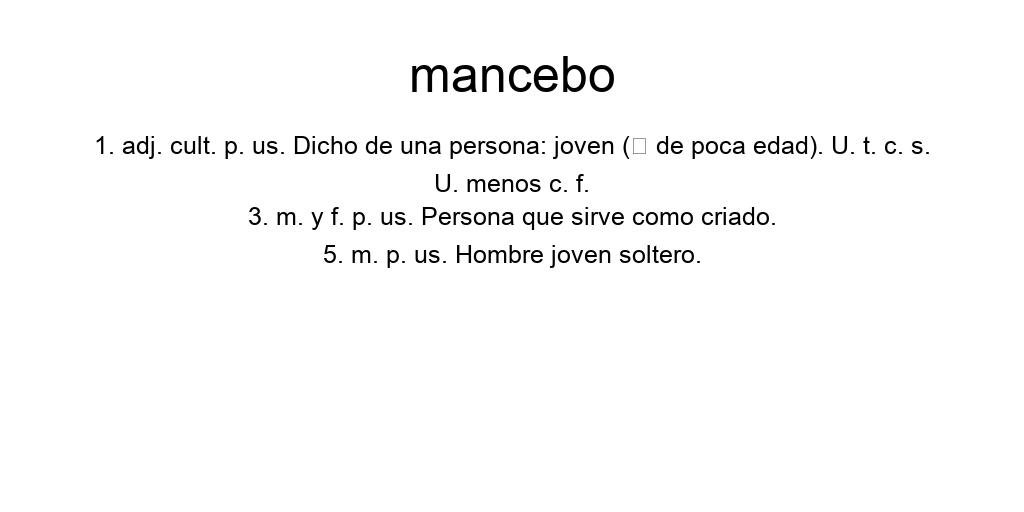 mancebo
1. adj. cult. p. us. Dicho de una persona: joven (□ de poca edad). U. t. c. s.
U. menos c. f.
3. m. y f. p. us. Persona que sirve como criado.
5. m. p. us. Hombre joven soltero.